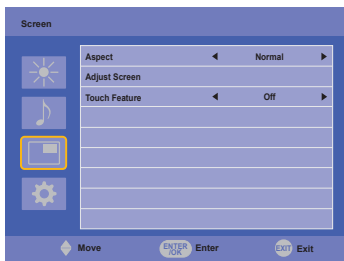 Screen
Aspect Normal
Adjust Screen
Touch Feature Off
Move ENTER /OK Enter EXIT Exit